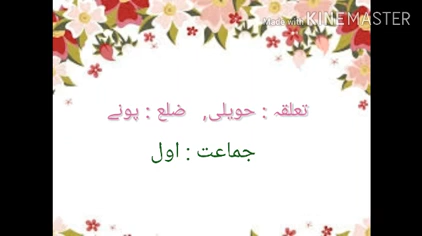 Made with KINEMASTER
تعلقہ : حویلی, ضلع : پونے
جماعت : اول